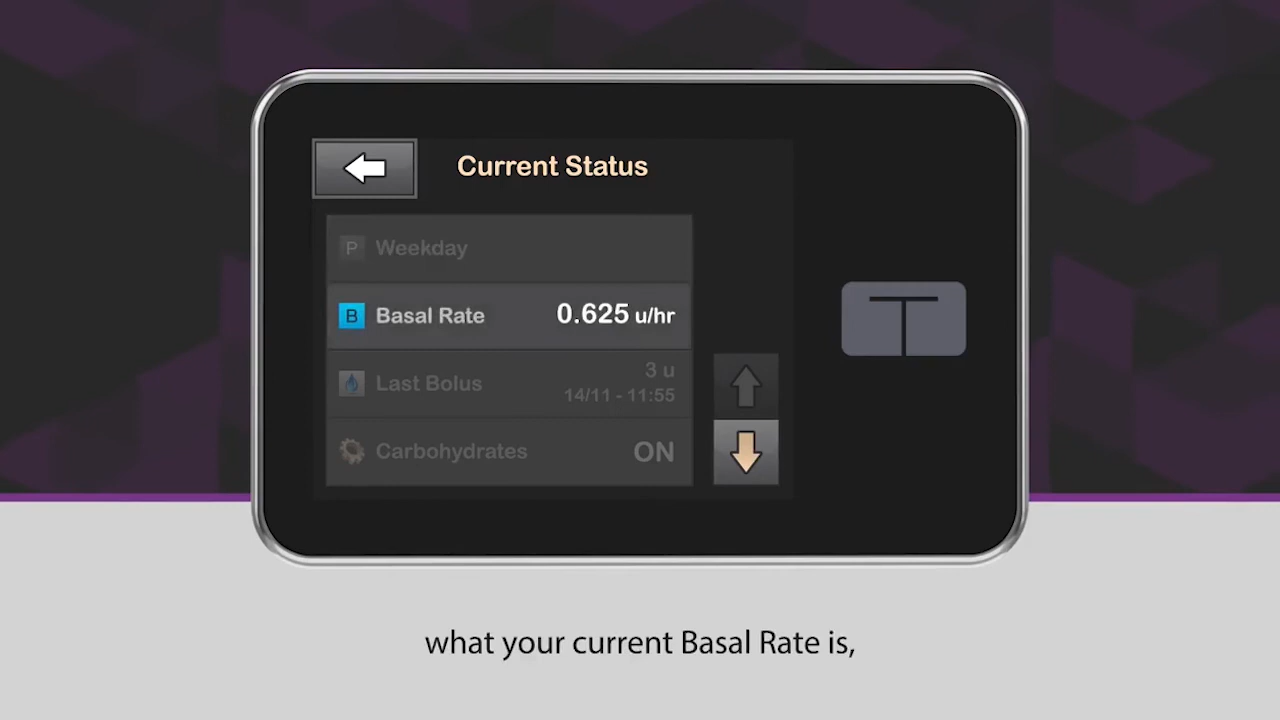 Current Status
P Weekday
B Basal Rate 0.625 u/hr
Last Bolus 3 u
14/11 - 11:55
Carbohydrates ON
what your current Basal Rate is,